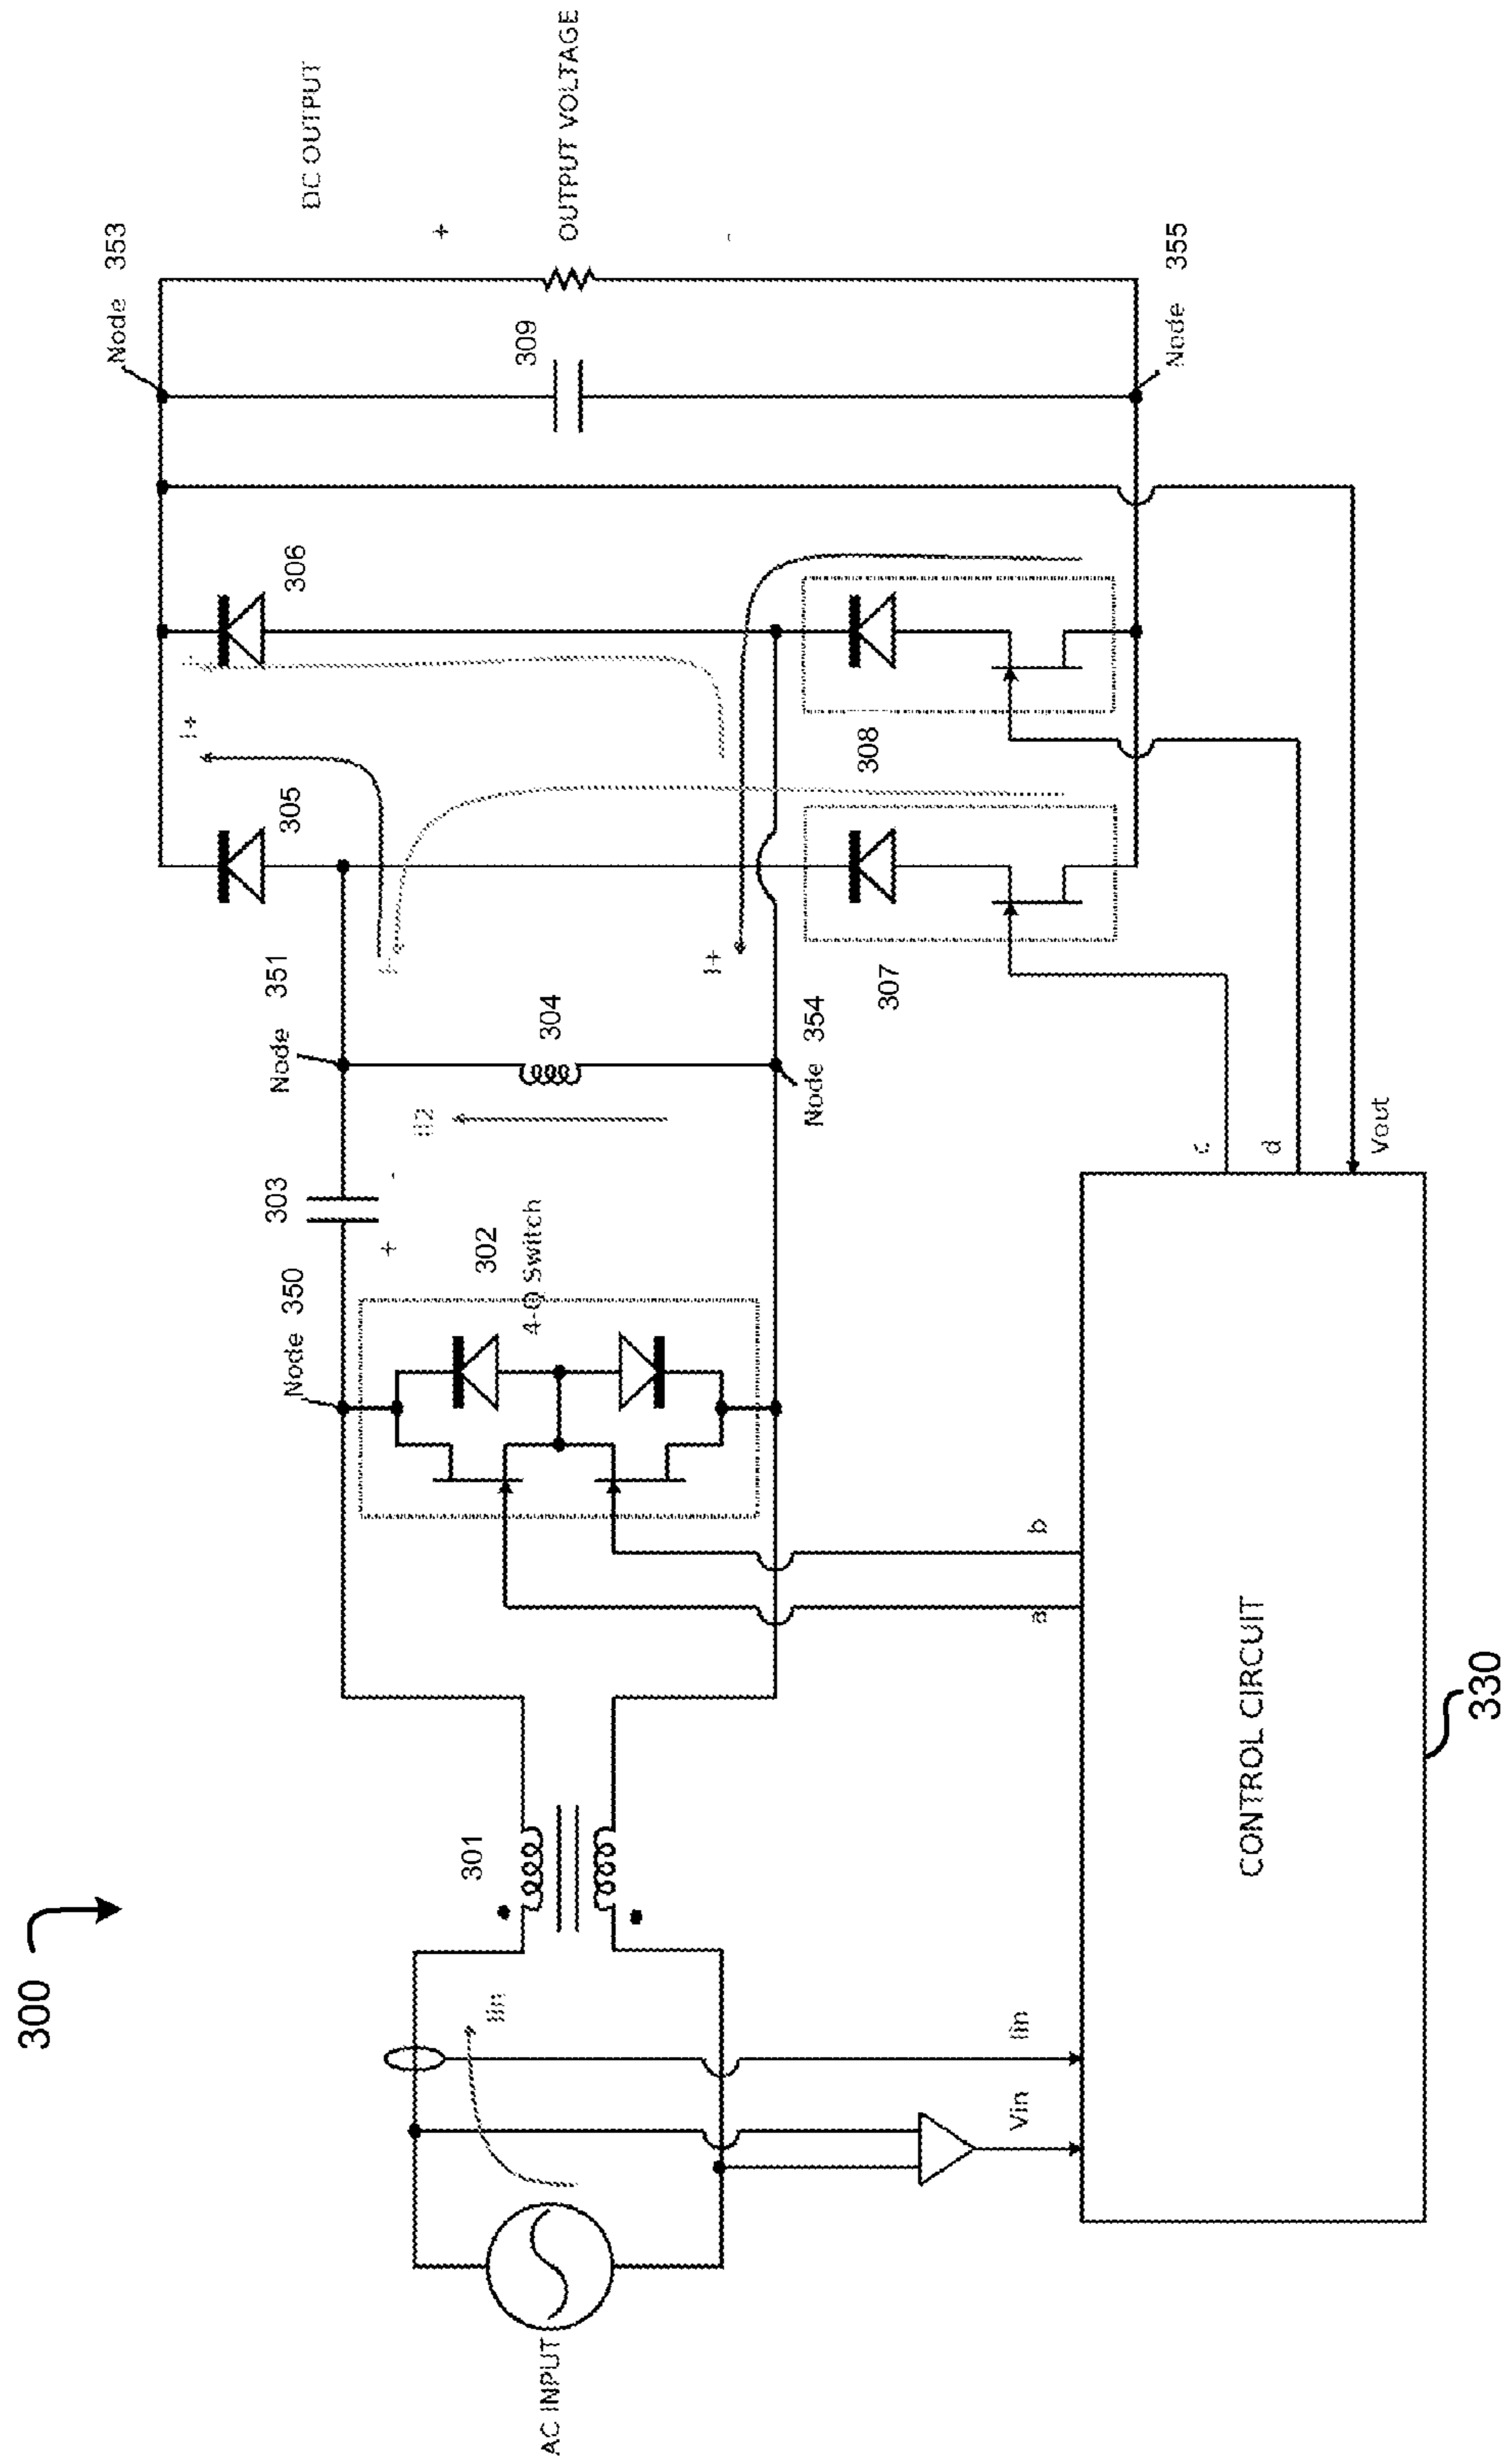 300
AC INPUT
Iin
Vin
Iin
301
a
b
Node 350
302
4-Q Switch
303
+
-
Node 351
304
Node 354
I+
I+
305
306
307
308
Node 353
309
Node 355
DC OUTPUT
+
OUTPUT VOLTAGE
-
c
d
Vout
CONTROL CIRCUIT
330